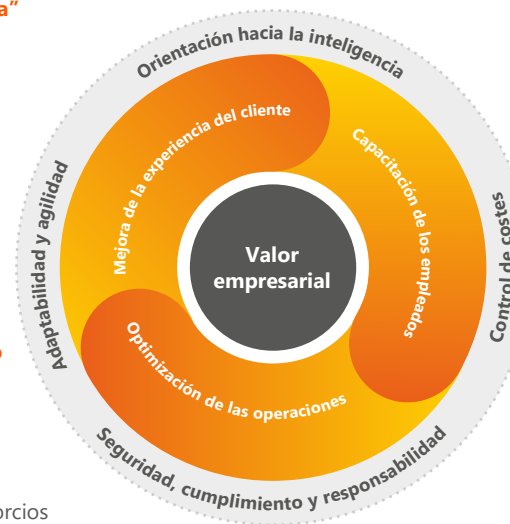 a”
Orientación hacia la inteligencia
Mejora de la experiencia del cliente
Capacitación de los empleados
Adaptabilidad y agilidad
Control de costes
Valor
empresarial
Optimización de las operaciones
Seguridad, cumplimiento y responsabilidad
orcios